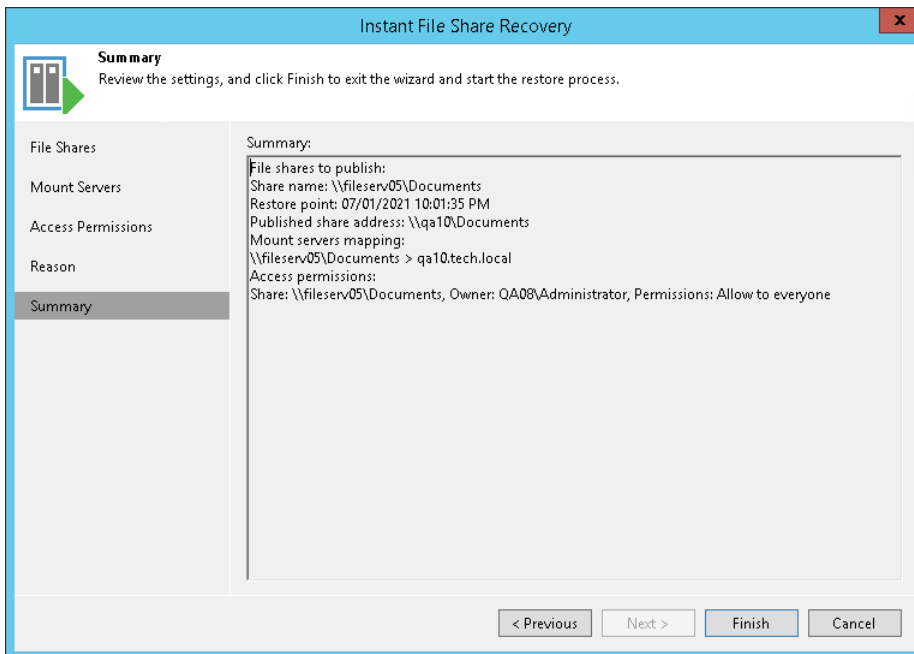 Instant File Share Recovery
x
Summary
Review the settings, and click Finish to exit the wizard and start the restore process.
File Shares
Mount Servers
Access Permissions
Reason
Summary
Summary:
File shares to publish:
Share name: \\fileserv05\Documents
Restore point: 07/01/2021 10:01:35 PM
Published share address: \\qa10\Documents
Mount servers mapping:
\\fileserv05\Documents > qa10.tech.local
Access permissions:
Share: \\fileserv05\Documents, Owner: QA08\Administrator, Permissions: Allow to everyone
< Previous
Next >
Finish
Cancel